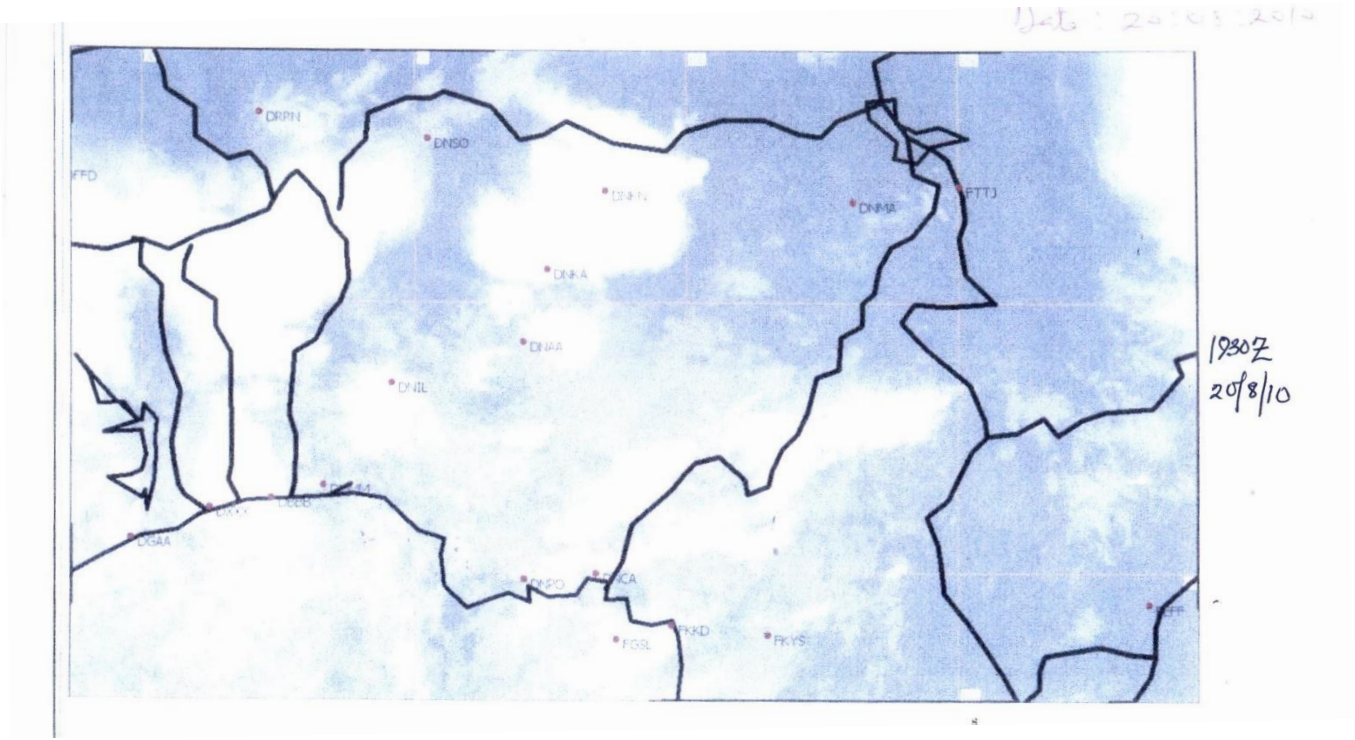 Date : 20:08:2010
DRRN
DNSO
DNKN
DNMA
FTTJ
DNKA
DNAA
1930Z
DNIL
20/8/10
DGAA
DNPO
DNCA
FKKD
FGSL
FKYS